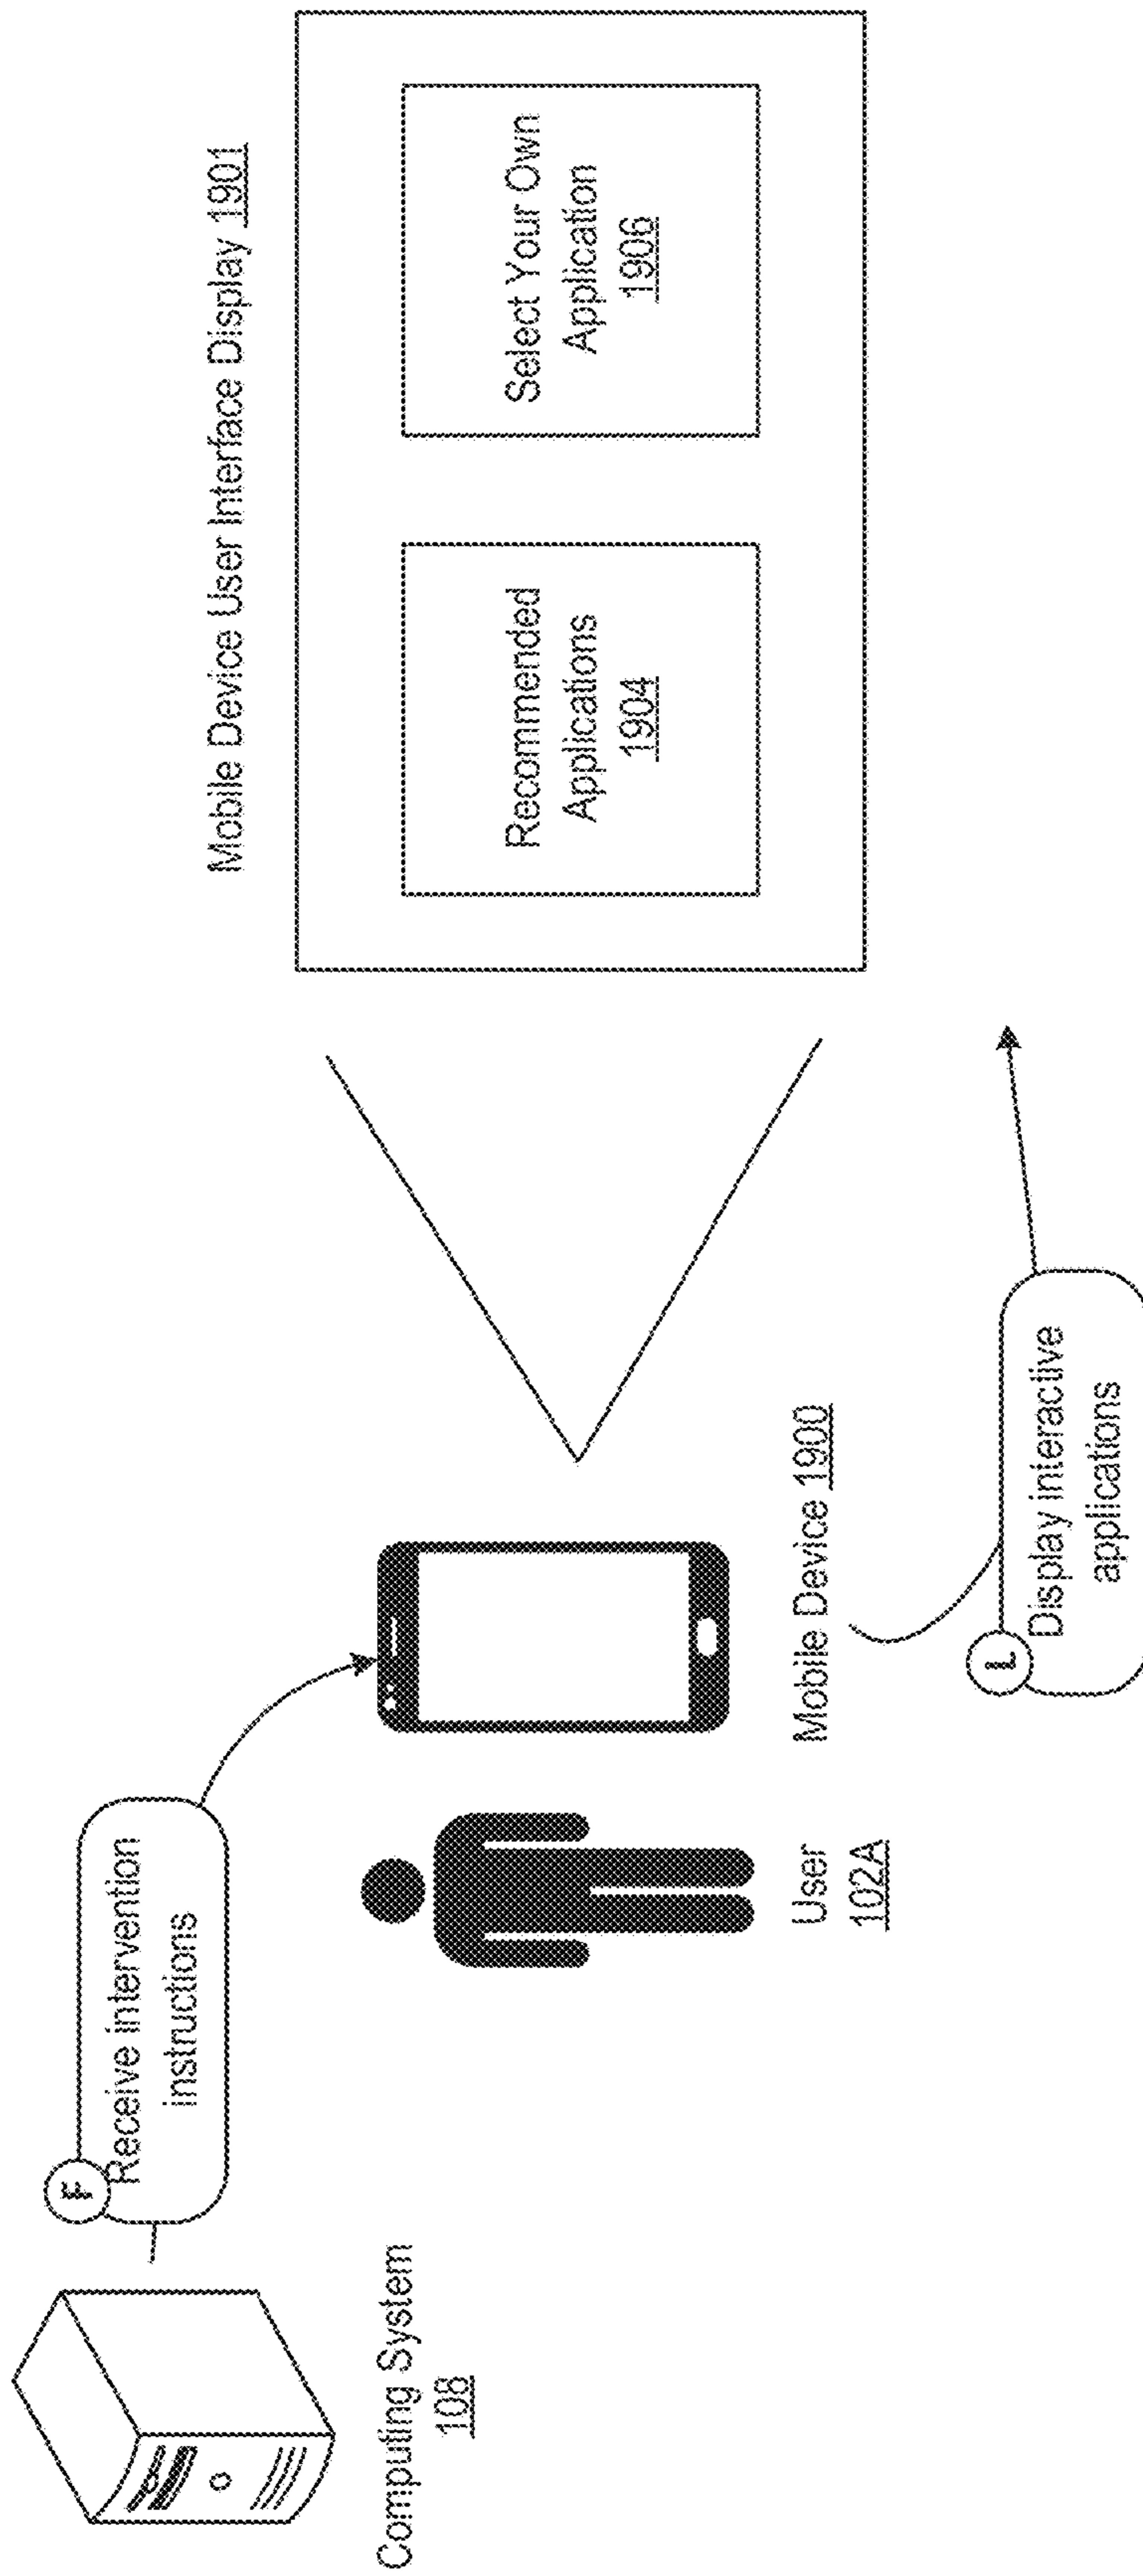 F
Receive intervention
instructions
Computing System
108
User
102A
Mobile Device 1900
L
Display interactive
applications
Mobile Device User Interface Display 1901
Recommended
Applications
1904
Select Your Own
Application
1906